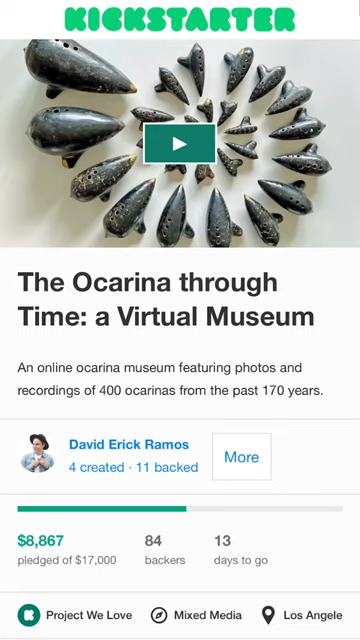 KICKSTARTER
The Ocarina through
Time: a Virtual Museum
An online ocarina museum featuring photos and
recordings of 400 ocarinas from the past 170 years.
David Erick Ramos
4 created · 11 backed
More
$8,867 84 13
pledged of $17,000 backers days to go
Project We Love Mixed Media Los Angeles